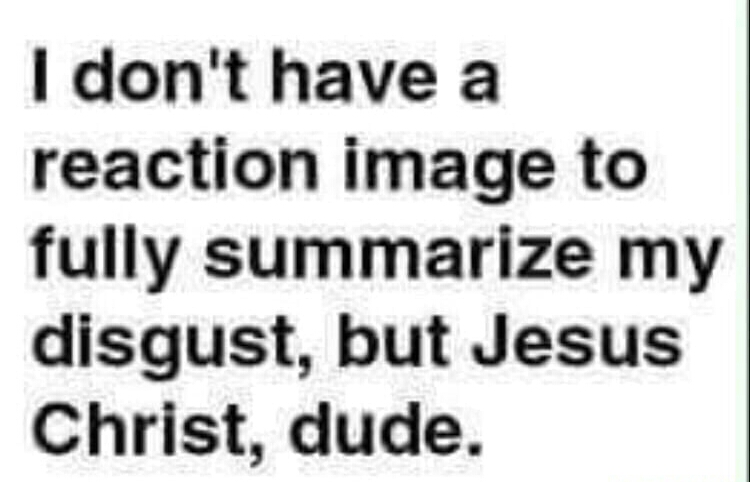 I don't have a
reaction image to
fully summarize my
disgust, but Jesus
Christ, dude.